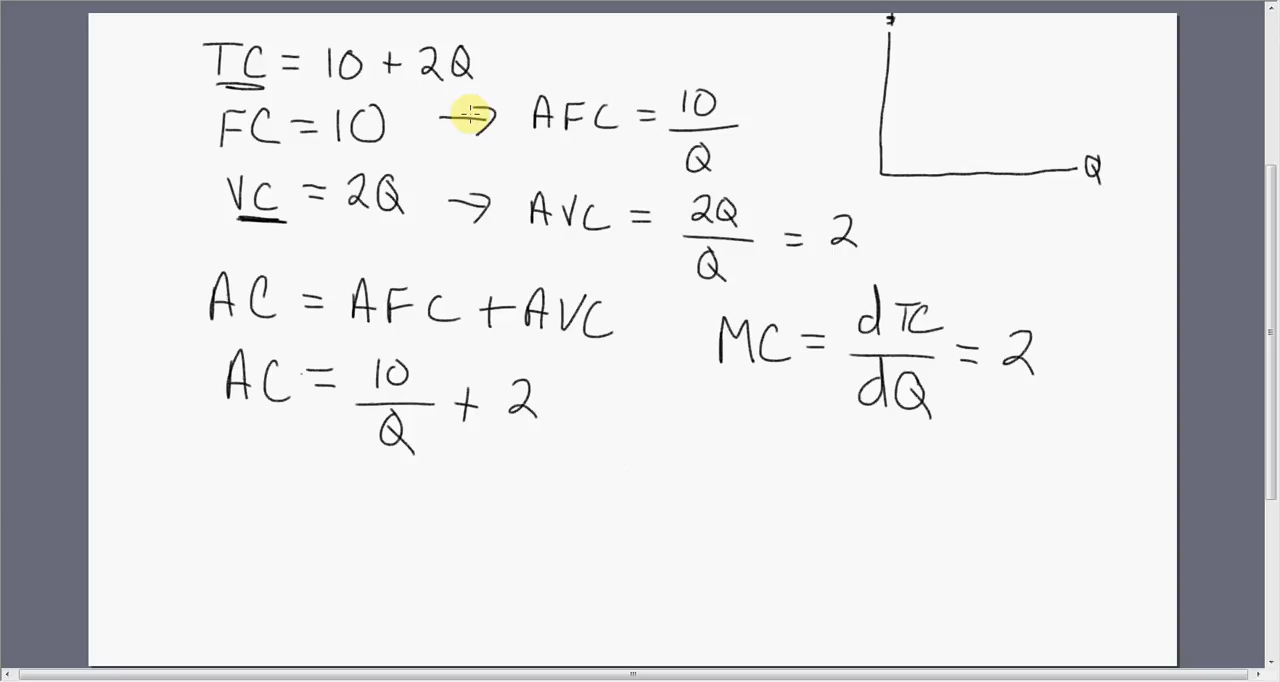 TC = 10 + 2Q
FC = 10 → AFC = 10/Q
VC = 2Q → AVC = 2Q/Q = 2
AC = AFC + AVC
AC = 10/Q + 2
MC = dTC/dQ = 2
Q